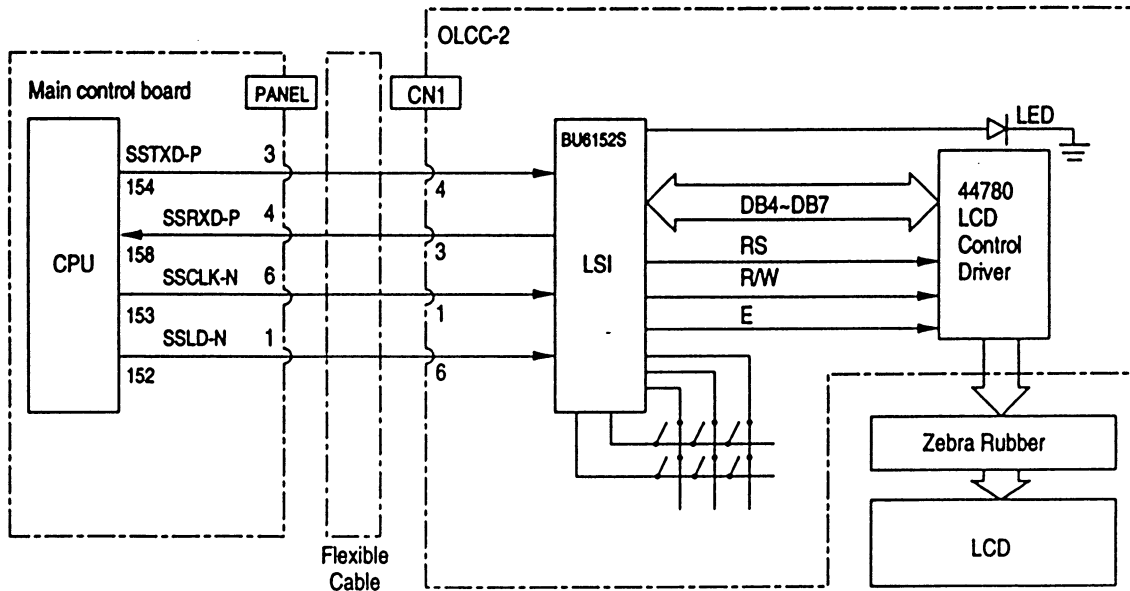 OLCC-2
Main control board
PANEL
CN1
CPU
SSTXD-P
3
154
4
SSRXD-P
4
158
3
SSCLK-N
6
153
1
SSLD-N
1
152
6
BU6152S
LSI
LED
DB4~DB7
RS
R/W
E
44780
LCD
Control
Driver
Zebra Rubber
LCD
Flexible
Cable